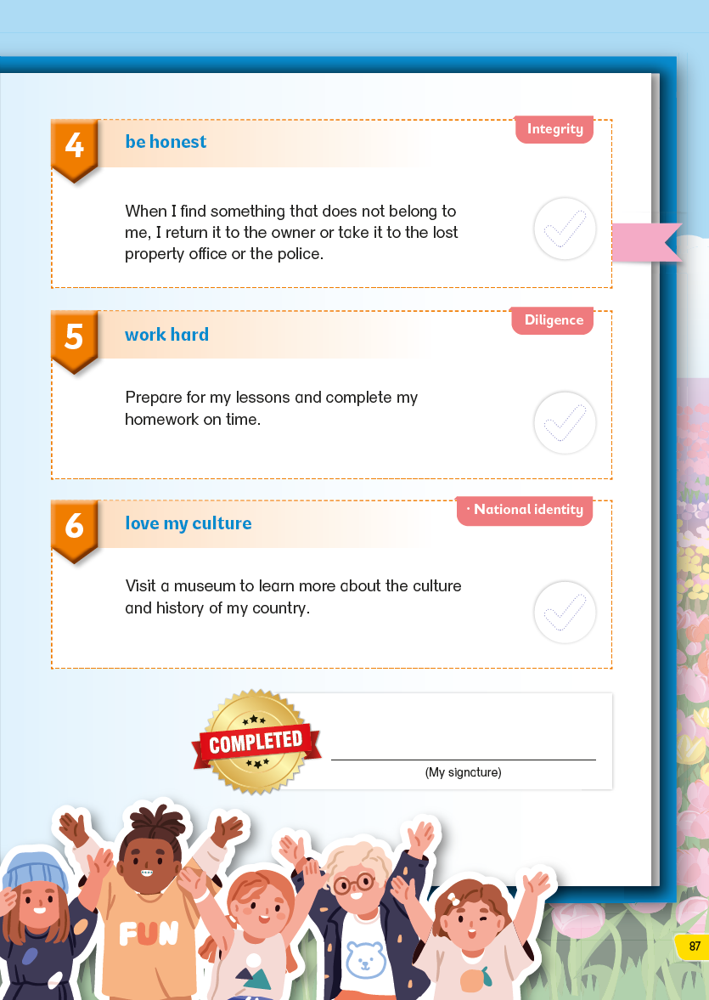 4
be honest
Integrity
When I find something that does not belong to
me, I return it to the owner or take it to the lost
property office or the police.
5
work hard
Diligence
Prepare for my lessons and complete my
homework on time.
6
love my culture
· National identity
Visit a museum to learn more about the culture
and history of my country.
COMPLETED
(My signature)
FUN
87